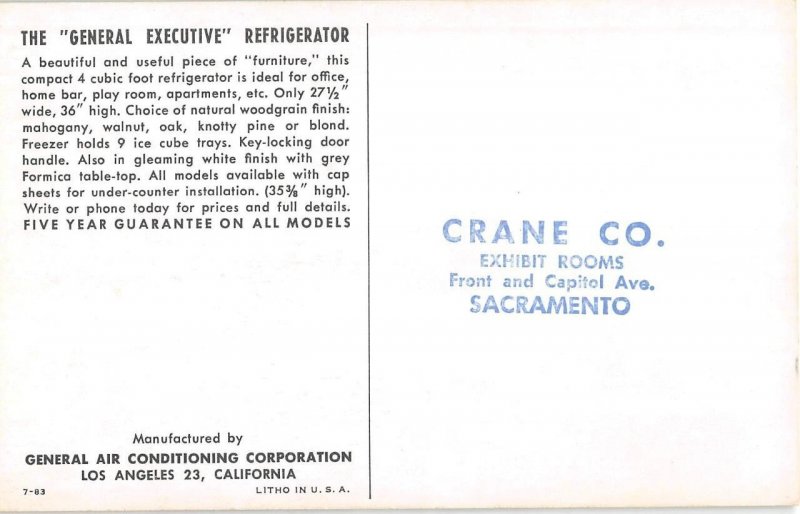 THE "GENERAL EXECUTIVE" REFRIGERATOR
A beautiful and useful piece of "furniture," this
compact 4 cubic foot refrigerator is ideal for office,
home bar, play room, apartments, etc. Only 27½"
wide, 36" high. Choice of natural woodgrain finish:
mahogany, walnut, oak, knotty pine or blond.
Freezer holds 9 ice cube trays. Key-locking door
handle. Also in gleaming white finish with grey
Formica table-top. All models available with cap
sheets for under-counter installation. (35⅜" high).
Write or phone today for prices and full details.
FIVE YEAR GUARANTEE ON ALL MODELS
Manufactured by
GENERAL AIR CONDITIONING CORPORATION
LOS ANGELES 23, CALIFORNIA
7-83 LITHO IN U. S. A.
CRANE CO.
EXHIBIT ROOMS
Front and Capitol Ave.
SACRAMENTO